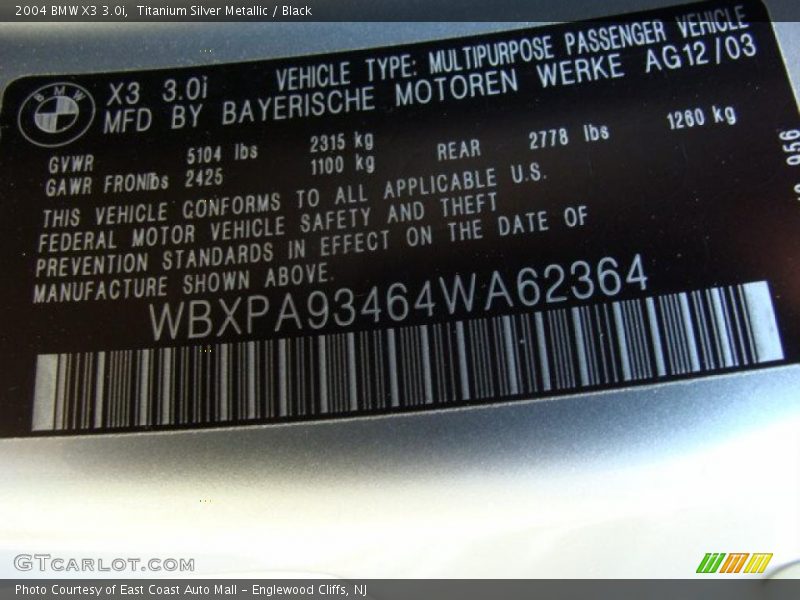 2004 BMW X3 3.0i, Titanium Silver Metallic / Black
BMW
X3 3.0i VEHICLE TYPE: MULTIPURPOSE PASSENGER VEHICLE
MFD BY BAYERISCHE MOTOREN WERKE AG12/03
GVWR 5104 lbs 2315 kg
GAWR FRONT lbs 2425 1100 kg REAR 2778 lbs 1260 kg
THIS VEHICLE CONFORMS TO ALL APPLICABLE U.S.
FEDERAL MOTOR VEHICLE SAFETY AND THEFT
PREVENTION STANDARDS IN EFFECT ON THE DATE OF
MANUFACTURE SHOWN ABOVE.
WBXPA93464WA62364
956
GTCARLOT.COM
Photo Courtesy of East Coast Auto Mall - Englewood Cliffs, NJ